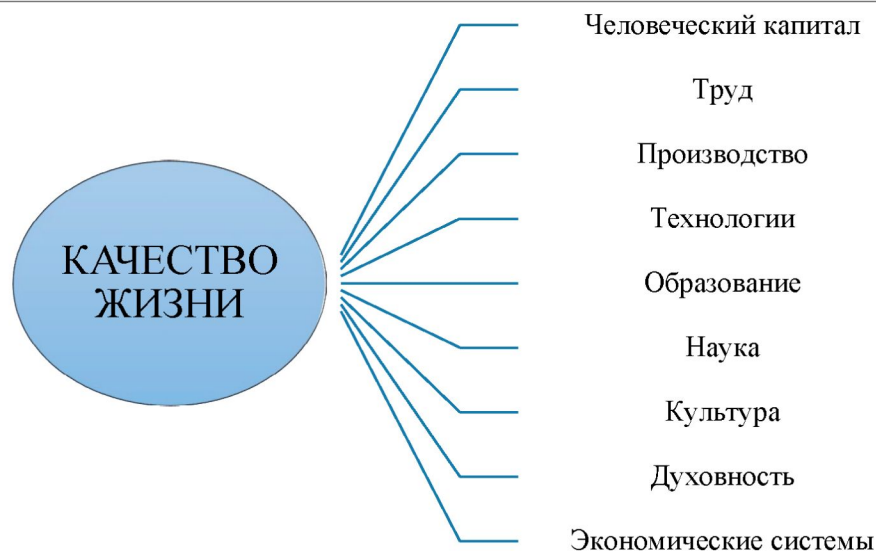 КАЧЕСТВО
ЖИЗНИ
Человеческий капитал
Труд
Производство
Технологии
Образование
Наука
Культура
Духовность
Экономические системы